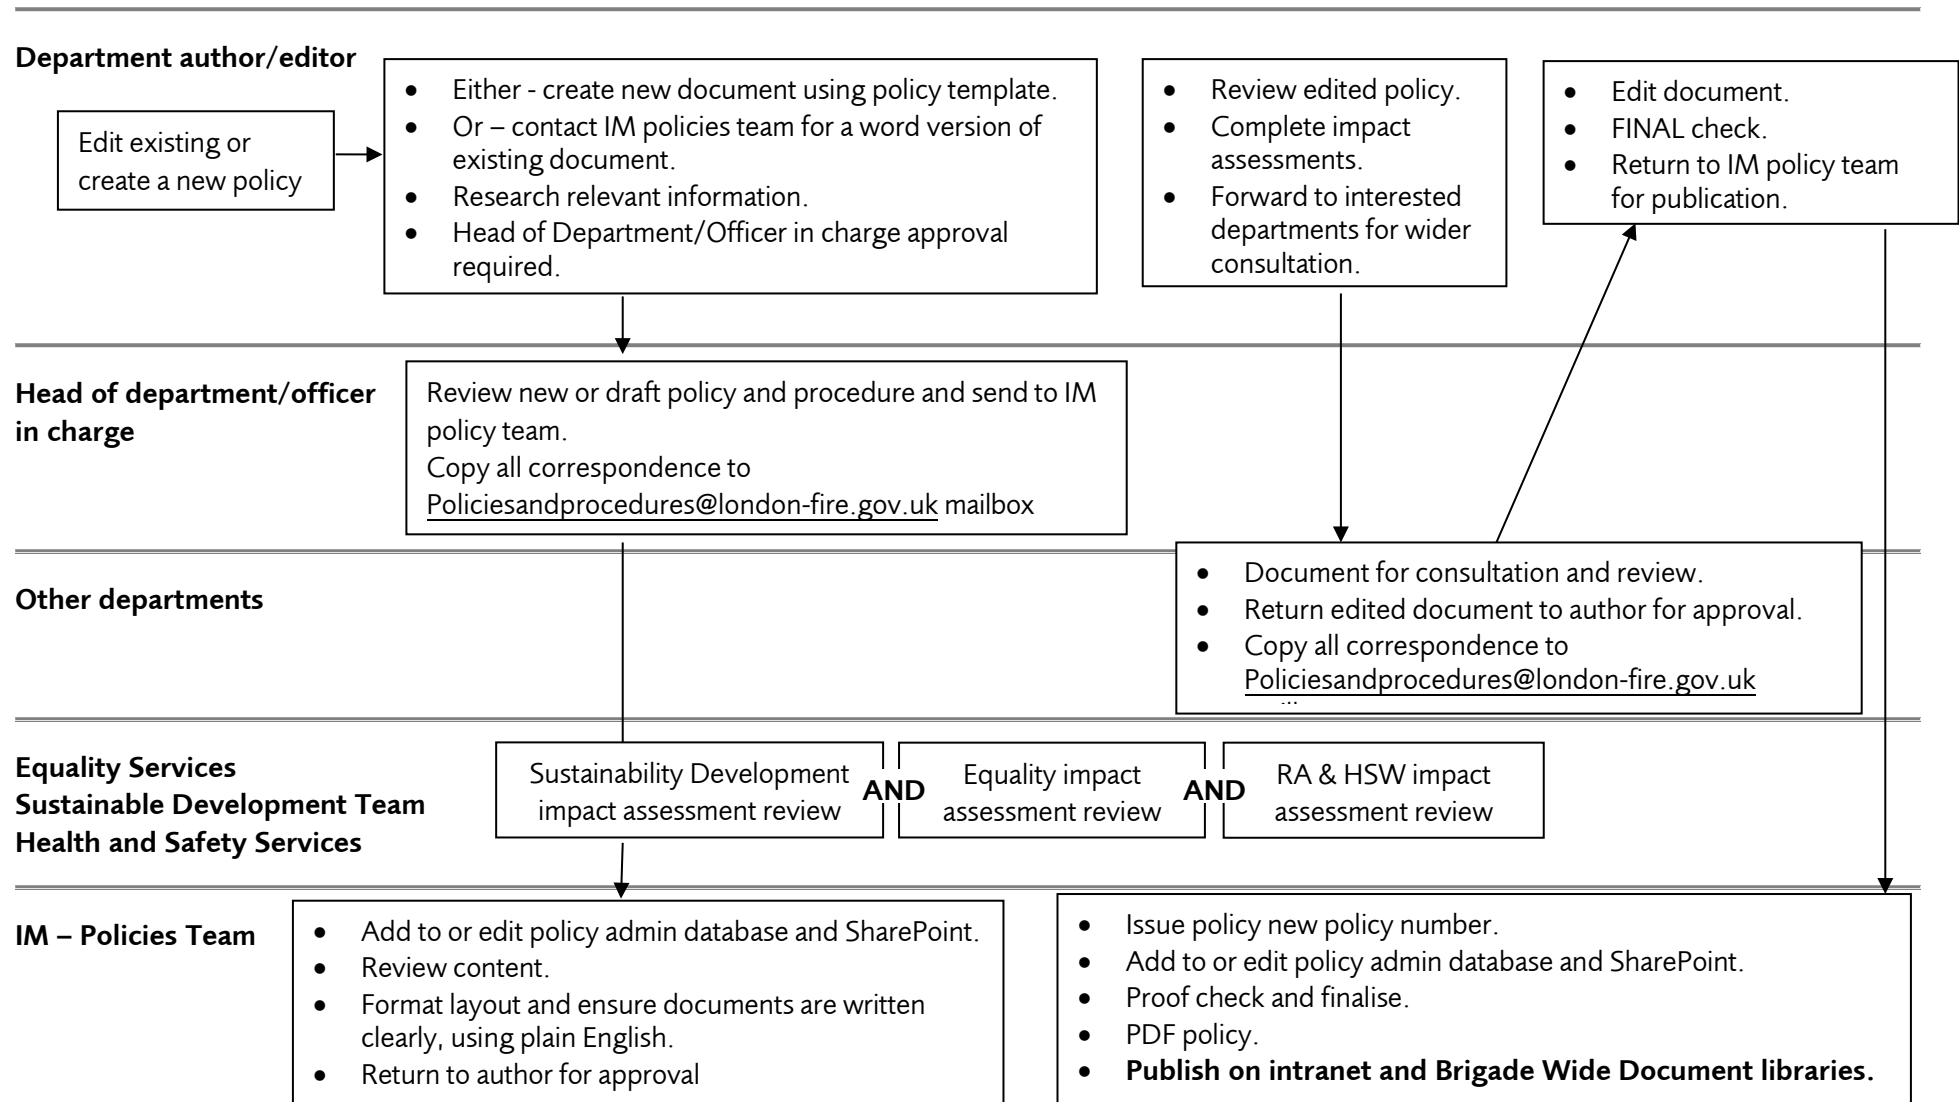 Department author/editor
Edit existing or
create a new policy
• Either - create new document using policy template.
• Or – contact IM policies team for a word version of
existing document.
• Research relevant information.
• Head of Department/Officer in charge approval
required.
• Review edited policy.
• Complete impact
assessments.
• Forward to interested
departments for wider
consultation.
• Edit document.
• FINAL check.
• Return to IM policy team
for publication.
Head of department/officer
in charge
Review new or draft policy and procedure and send to IM
policy team.
Copy all correspondence to
Policiesandprocedures@london-fire.gov.uk mailbox
Other departments
• Document for consultation and review.
• Return edited document to author for approval.
• Copy all correspondence to
Policiesandprocedures@london-fire.gov.uk
Equality Services
Sustainable Development Team
Health and Safety Services
Sustainability Development
impact assessment review
AND
Equality impact
assessment review
AND
RA & HSW impact
assessment review
IM – Policies Team
• Add to or edit policy admin database and SharePoint.
• Review content.
• Format layout and ensure documents are written
clearly, using plain English.
• Return to author for approval
• Issue policy new policy number.
• Add to or edit policy admin database and SharePoint.
• Proof check and finalise.
• PDF policy.
• Publish on intranet and Brigade Wide Document libraries.